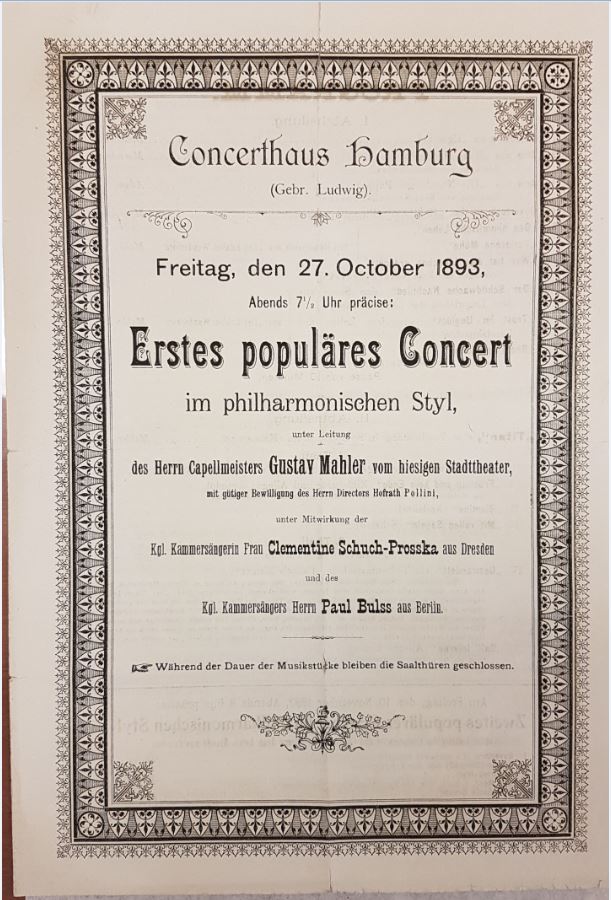 Concerthaus Hamburg
(Gebr. Ludwig).
Freitag, den 27. October 1893,
Abends 7½ Uhr präcise:
Erstes populäres Concert
im philharmonischen Styl,
unter Leitung
des Herrn Capellmeisters Gustav Mahler vom hiesigen Stadttheater,
mit gütiger Bewilligung des Herrn Directors Hofrath Pollini,
unter Mitwirkung der
Kgl. Kammersängerin Frau Clementine Schuch-Prosska aus Dresden
und des
Kgl. Kammersängers Herrn Paul Bulss aus Berlin.
☛ Während der Dauer der Musikstücke bleiben die Saalthüren geschlossen.